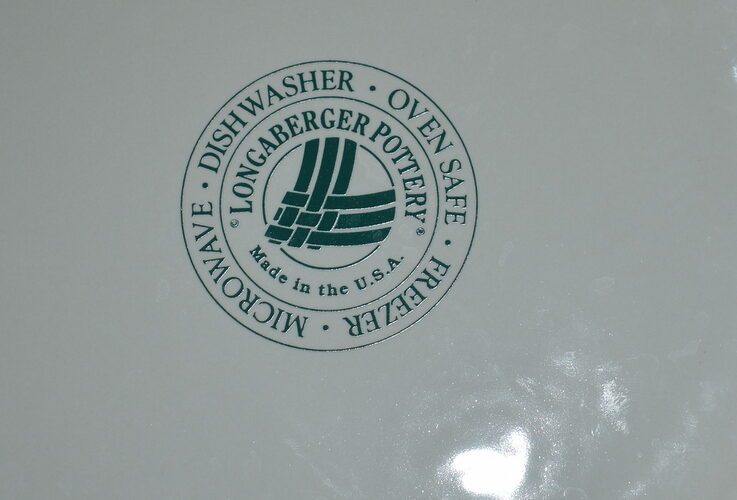 MICROWAVE · DISHWASHER · OVEN SAFE · FREEZER ·
LONGABERGER POTTERY®
Made in the U.S.A.